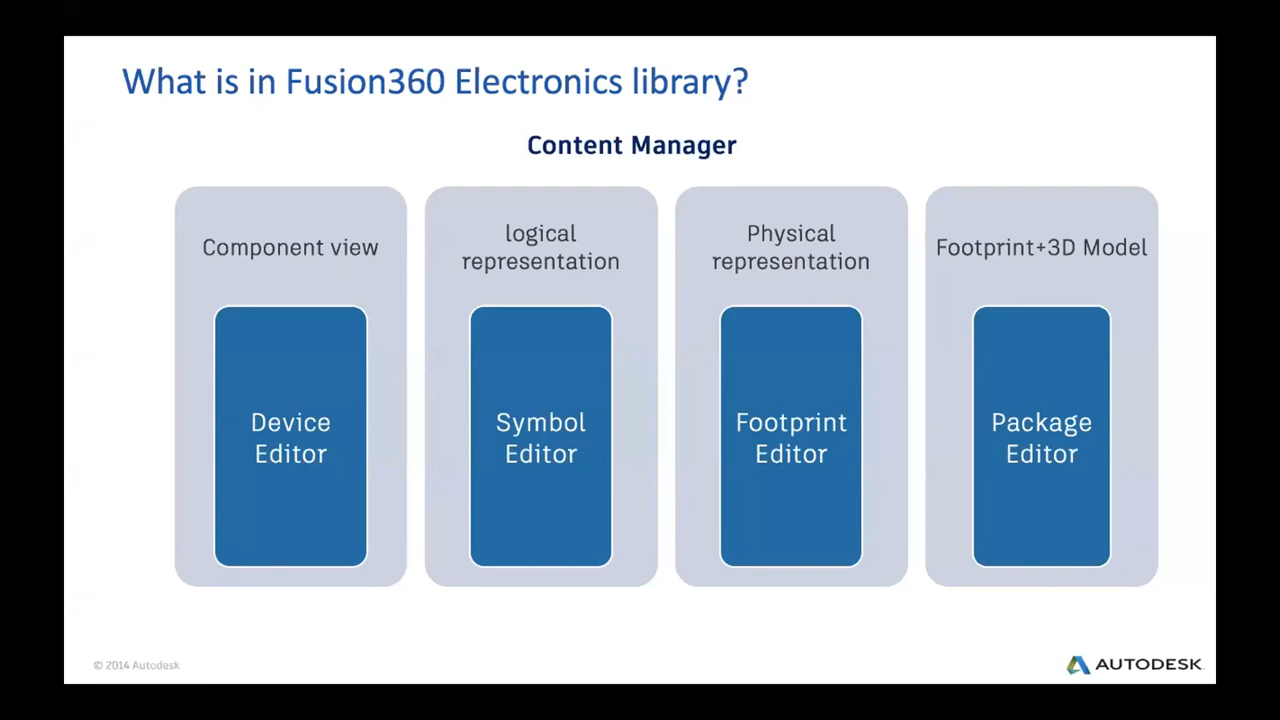 What is in Fusion360 Electronics library?
Content Manager
Component view
logical
representation
Physical
representation
Footprint+3D Model
Device
Editor
Symbol
Editor
Footprint
Editor
Package
Editor
© 2014 Autodesk
AUTODESK.